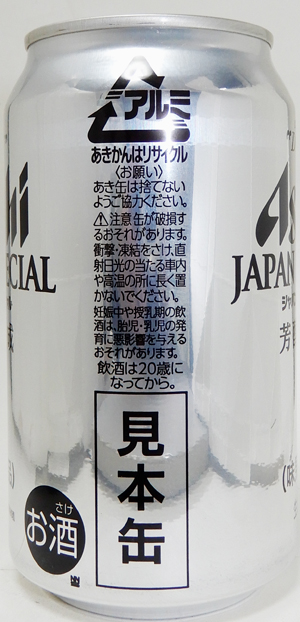 アルミ
あきかんはリサイクル
〈お願い〉
あき缶は捨てない
ようご協力ください。
⚠注意缶が破損す
るおそれがあります。
衝撃・凍結をさけ、直
射日光の当たる車内
や高温の所に長く置
かないでください。
妊娠中や授乳期の飲
酒は、胎児・乳児の発
育に悪影響を与える
おそれがあります。
飲酒は20歳に
なってから。
見本缶
さけ
お酒
hi
ECIAL
As
JAPAN
ジャパ
芳